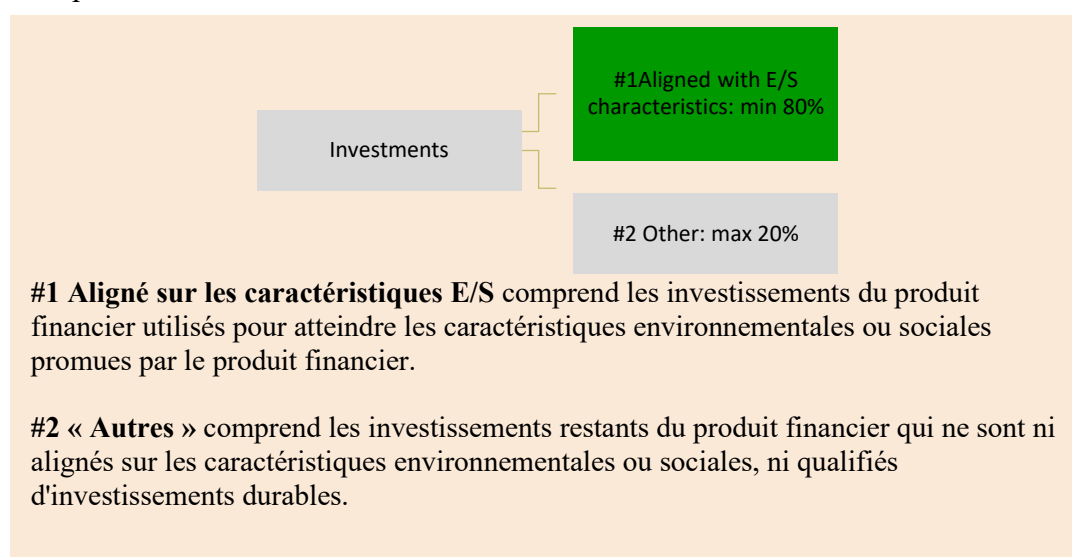 #1Aligned with E/S
characteristics: min 80%
Investments
#2 Other: max 20%
#1 Aligné sur les caractéristiques E/S comprend les investissements du produit
financier utilisés pour atteindre les caractéristiques environnementales ou sociales
promues par le produit financier.
#2 « Autres » comprend les investissements restants du produit financier qui ne sont ni
alignés sur les caractéristiques environnementales ou sociales, ni qualifiés
d'investissements durables.